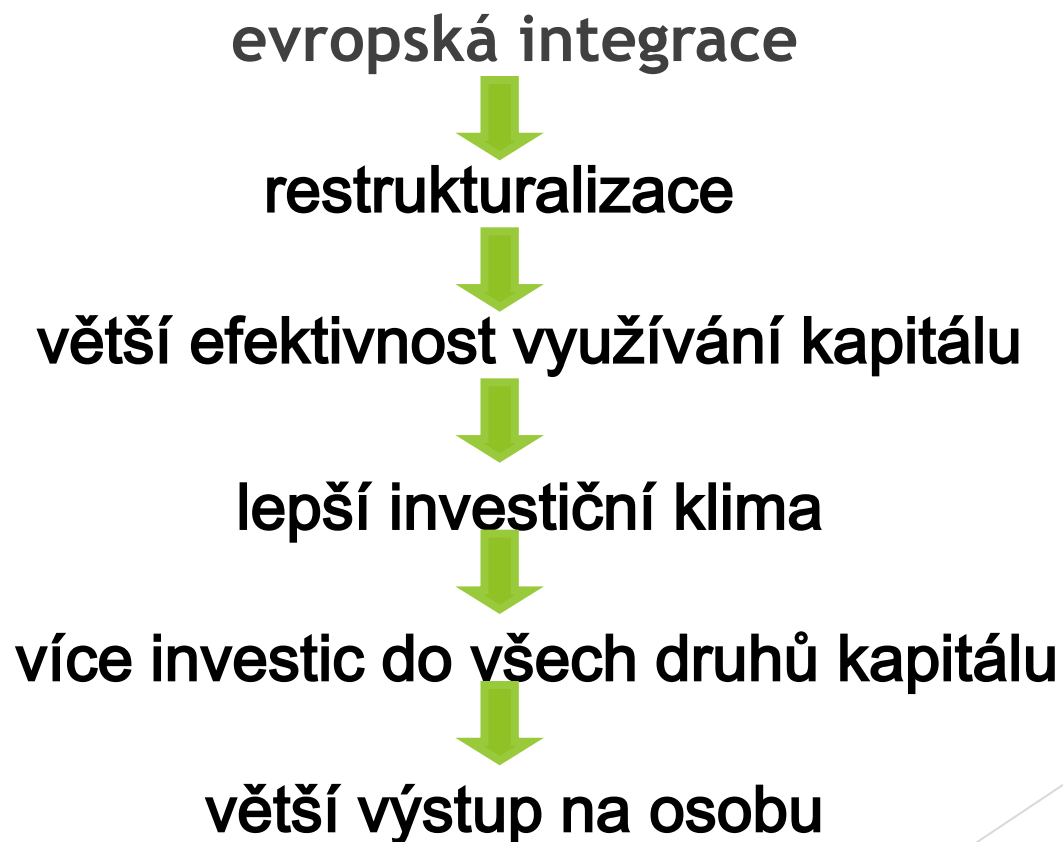 evropská integrace
restrukturalizace
větší efektivnost využívání kapitálu
lepší investiční klima
více investic do všech druhů kapitálu
větší výstup na osobu